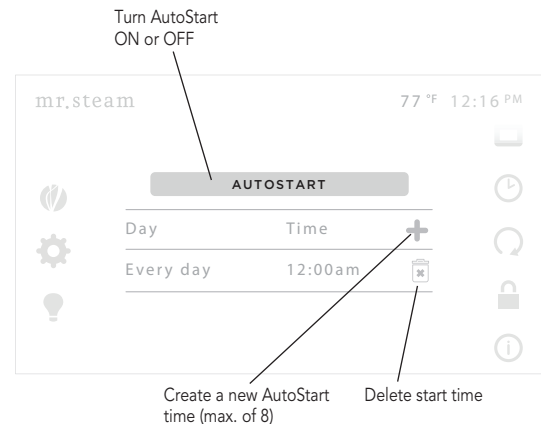 Turn AutoStart
ON or OFF
mr.steam 77 °F 12:16 PM
AUTOSTART
Day Time
Every day 12:00am
Create a new AutoStart
time (max. of 8)
Delete start time